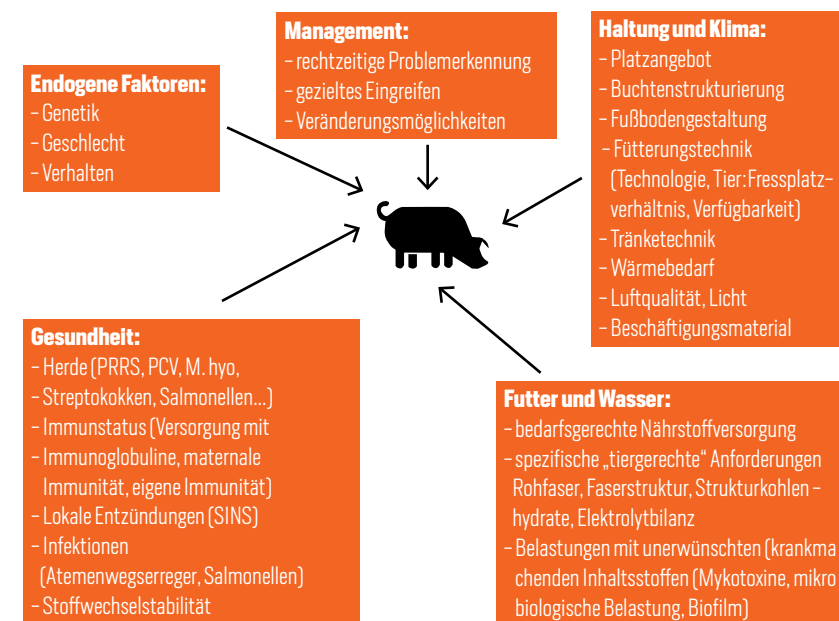 Endogene Faktoren:
– Genetik
– Geschlecht
– Verhalten
Management:
– rechtzeitige Problemerkennung
– gezieltes Eingreifen
– Veränderungsmöglichkeiten
Haltung und Klima:
– Platzangebot
– Buchtenstrukturierung
– Fußbodengestaltung
– Fütterungstechnik
(Technologie, Tier:Fressplatz–
verhältnis, Verfügbarkeit)
– Tränketechnik
– Wärmebedarf
– Luftqualität, Licht
– Beschäftigungsmaterial
Gesundheit:
– Herde (PRRS, PCV, M. hyo,
– Streptokokken, Salmonellen...)
– Immunstatus (Versorgung mit
– Immunoglobuline, maternale
Immunität, eigene Immunität)
– Lokale Entzündungen (SINS)
– Infektionen
(Atemenwegserreger, Salmonellen)
– Stoffwechselstabilität
Futter und Wasser:
– bedarfsgerechte Nährstoffversorgung
– spezifische „tiergerechte“ Anforderungen
Rohfaser, Faserstruktur, Strukturkohlen –
hydrate, Elektrolytbilanz
– Belastungen mit unerwünschten (krankma
chenden Inhaltsstoffen (Mykotoxine, mikro
biologische Belastung, Biofilm)